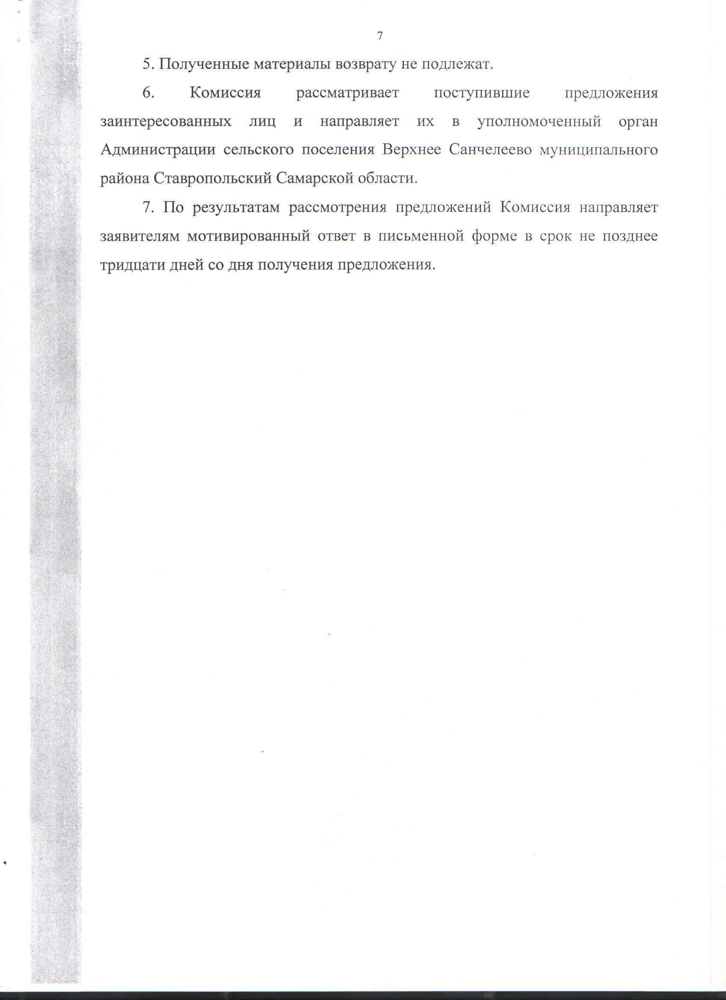 7
5. Полученные материалы возврату не подлежат.
6. Комиссия рассматривает поступившие предложения
заинтересованных лиц и направляет их в уполномоченный орган
Администрации сельского поселения Верхнее Санчелеево муниципального
района Ставропольский Самарской области.
7. По результатам рассмотрения предложений Комиссия направляет
заявителям мотивированный ответ в письменной форме в срок не позднее
тридцати дней со дня получения предложения.